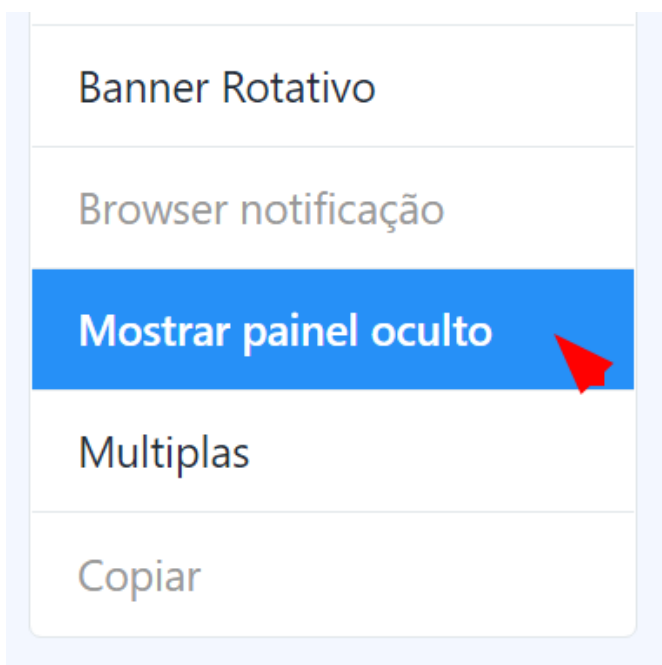 Banner Rotativo
Browser notificação
Mostrar painel oculto
Multiplas
Copiar